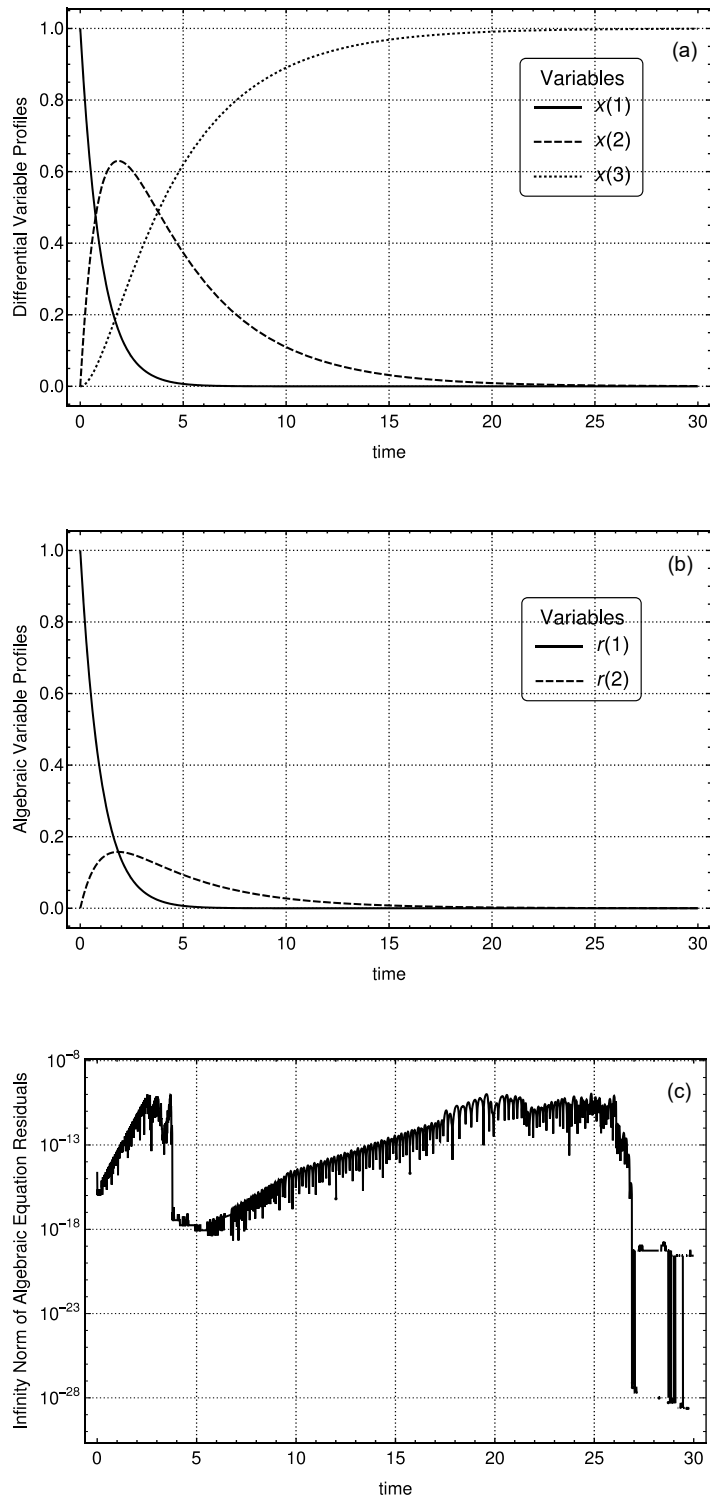 (a)
Differential Variable Profiles
1.0
0.8
0.6
0.4
0.2
0.0
Variables
x(1)
x(2)
x(3)
0 5 10 15 20 25 30
time
(b)
Algebraic Variable Profiles
1.0
0.8
0.6
0.4
0.2
0.0
Variables
r(1)
r(2)
0 5 10 15 20 25 30
time
(c)
Infinity Norm of Algebraic Equation Residuals
10⁻⁸
10⁻¹³
10⁻¹⁸
10⁻²³
10⁻²⁸
0 5 10 15 20 25 30
time